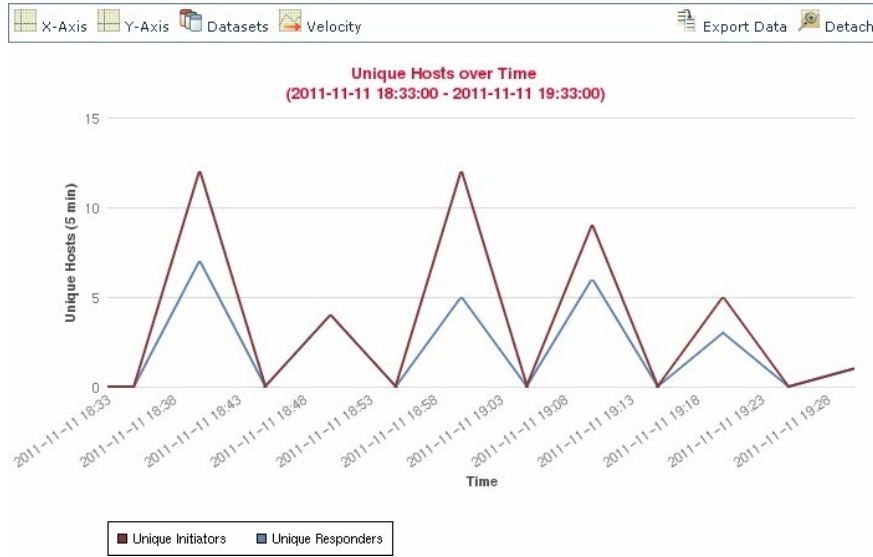 X-Axis Y-Axis Datasets Velocity Export Data Detach
Unique Hosts over Time
(2011-11-11 18:33:00 - 2011-11-11 19:33:00)
15
10
5
0
Unique Hosts (5 min)
2011-11-11 18:33
2011-11-11 18:38
2011-11-11 18:43
2011-11-11 18:48
2011-11-11 18:53
2011-11-11 18:58
2011-11-11 19:03
2011-11-11 19:08
2011-11-11 19:13
2011-11-11 19:18
2011-11-11 19:23
2011-11-11 19:28
Time
Unique Initiators
Unique Responders